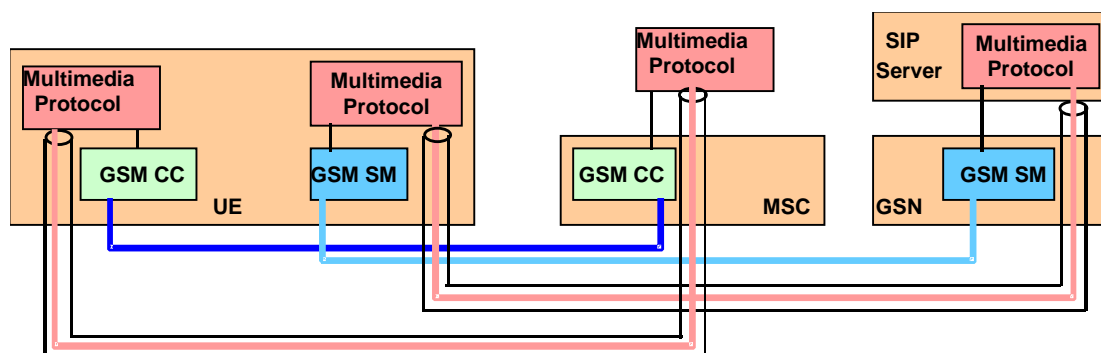 Multimedia
Protocol
GSM CC
Multimedia
Protocol
GSM SM
UE
Multimedia
Protocol
GSM CC
MSC
SIP
Server
Multimedia
Protocol
GSM SM
GSN